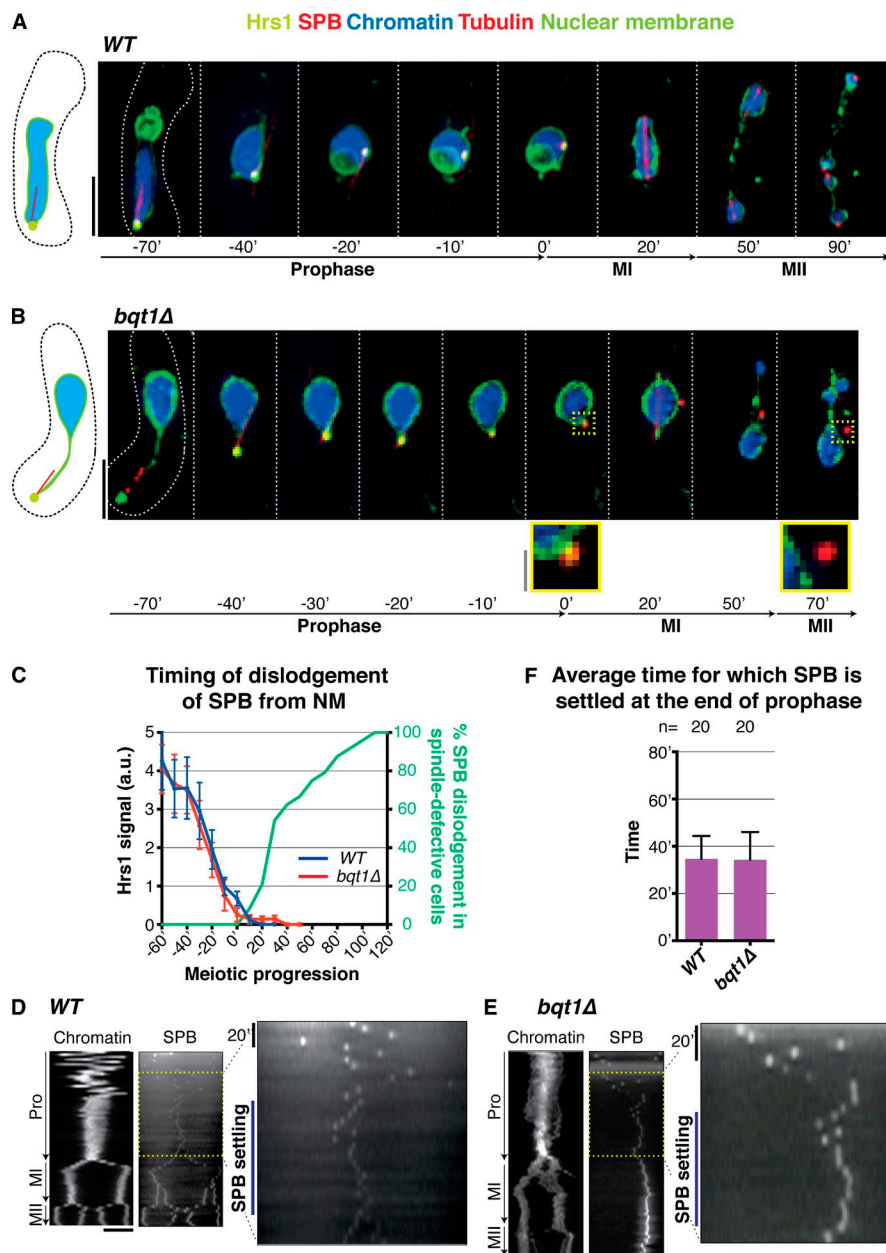 Hrs1 SPB Chromatin Tubulin Nuclear membrane
A
WT
-70’ -40’ -20’ -10’ 0’ 20’ 50’ 90’
Prophase MI MII
B
bqt1Δ
-70’ -40’ -30’ -20’ -10’ 0’ 20’ 50’ 70’
Prophase MI MII
C Timing of dislodgement
of SPB from NM
Hrs1 signal (a.u.)
5
4
3
2
1
0
100
80
60
40
20
0
% SPB dislodgement in
spindle-defective cells
WT
bqt1Δ
-60’ -40’ -20’ 0’ 20’ 40’ 60’ 80’ 100’ 120’
Meiotic progression
F Average time for which SPB is
settled at the end of prophase
n= 20 20
80’
60’
40’
20’
0’
Time
WT bqt1Δ
D WT
Chromatin SPB
20’
Pro
MI
MII
SPB settling
E bqt1Δ
Chromatin SPB
20’
Pro
MI
MII
SPB settling